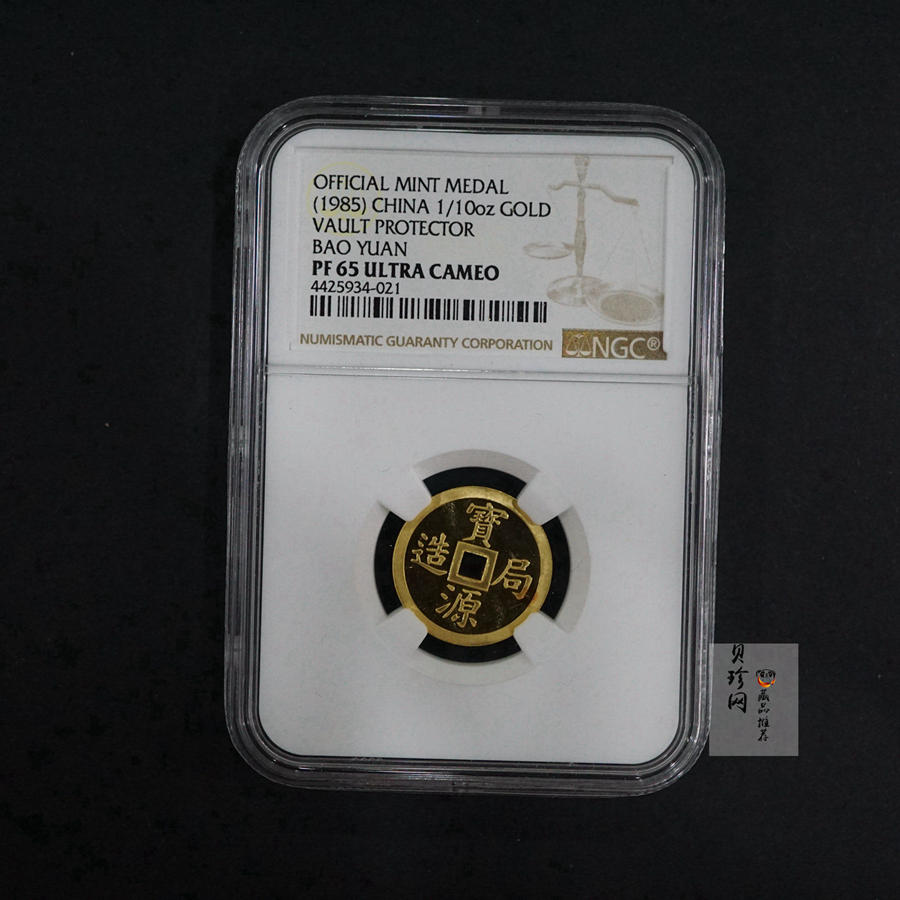 OFFICIAL MINT MEDAL
(1985) CHINA 1/10oz GOLD
VAULT PROTECTOR
BAO YUAN
PF 65 ULTRA CAMEO
4425934-021
NUMISMATIC GUARANTY CORPORATION
NGC®
寶
源
局
造
贝珍网
藏品推荐